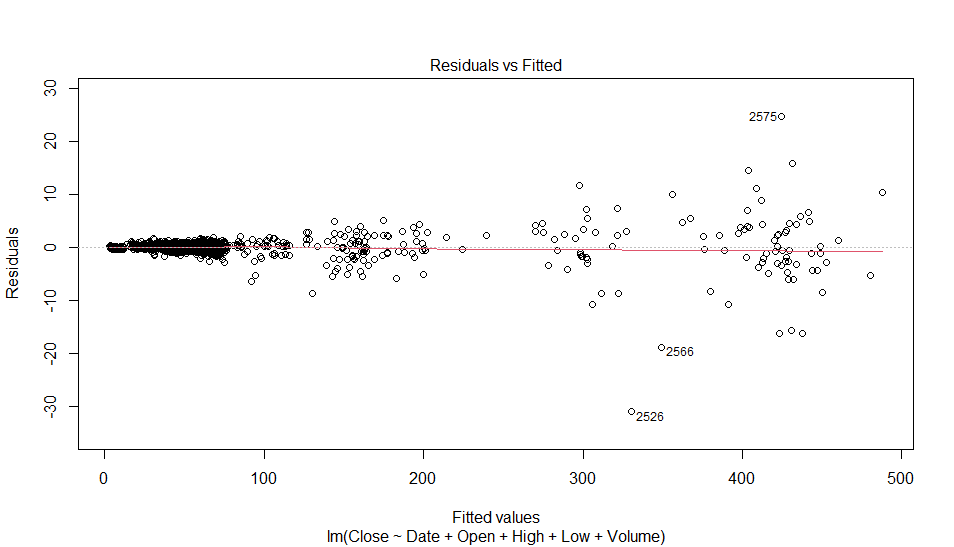 Residuals vs Fitted
30
20
10
0
-10
-20
-30
Residuals
2575
2566
2526
0 100 200 300 400 500
Fitted values
lm(Close ~ Date + Open + High + Low + Volume)